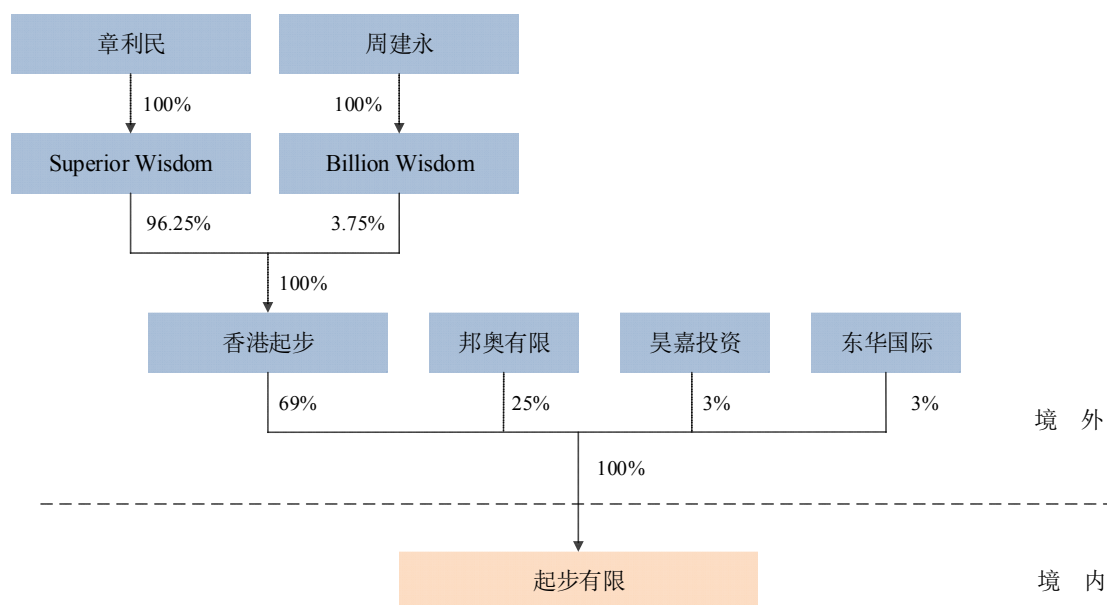 章利民
周建永
100%
100%
Superior Wisdom
Billion Wisdom
96.25%
3.75%
100%
香港起步
邦奥有限
昊嘉投资
东华国际
69%
25%
3%
3%
境 外
100%
起步有限
境 内